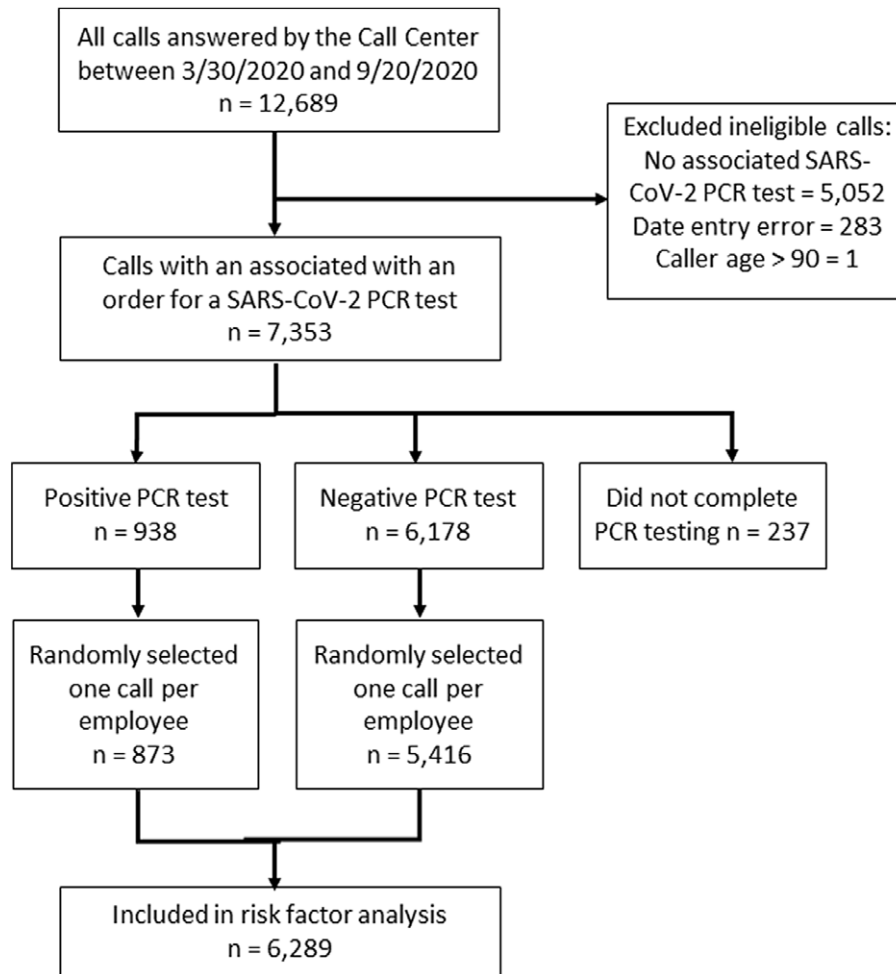 All calls answered by the Call Center
between 3/30/2020 and 9/20/2020
n = 12,689
Excluded ineligible calls:
No associated SARS-
CoV-2 PCR test = 5,052
Date entry error = 283
Caller age > 90 = 1
Calls with an associated with an
order for a SARS-CoV-2 PCR test
n = 7,353
Positive PCR test
n = 938
Negative PCR test
n = 6,178
Did not complete
PCR testing n = 237
Randomly selected
one call per
employee
n = 873
Randomly selected
one call per
employee
n = 5,416
Included in risk factor analysis
n = 6,289